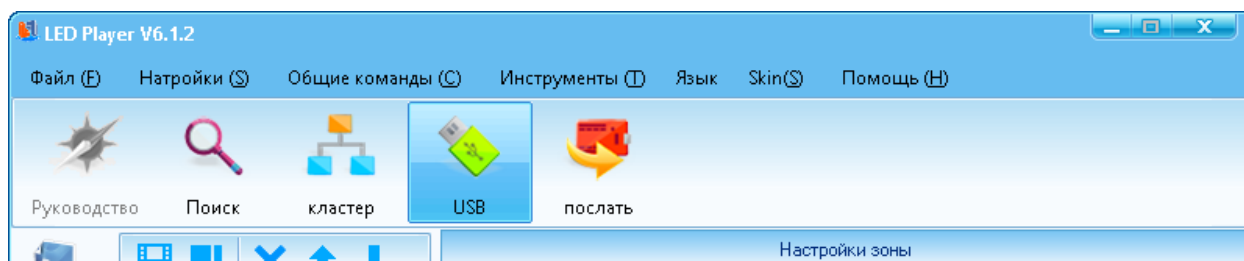 LED Player V6.1.2
Файл (F) Натройки (S) Общие команды (C) Инструменты (T) Язык Skin(S) Помощь (H)
Руководство Поиск кластер USB послать
Настройки зоны